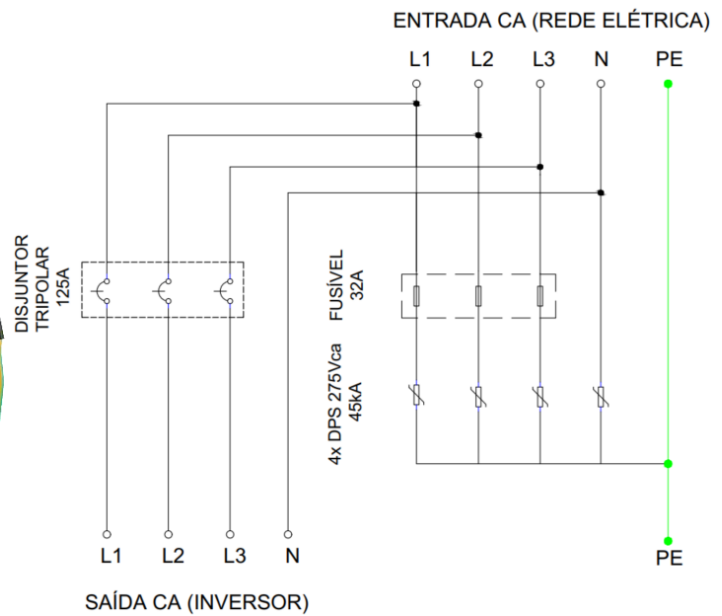 ENTRADA CA (REDE ELÉTRICA)
L1 L2 L3 N PE
DISJUNTOR
TRIPOLAR
125A
FUSÍVEL
32A
4x DPS 275Vca
45kA
L1 L2 L3 N
PE
SAÍDA CA (INVERSOR)